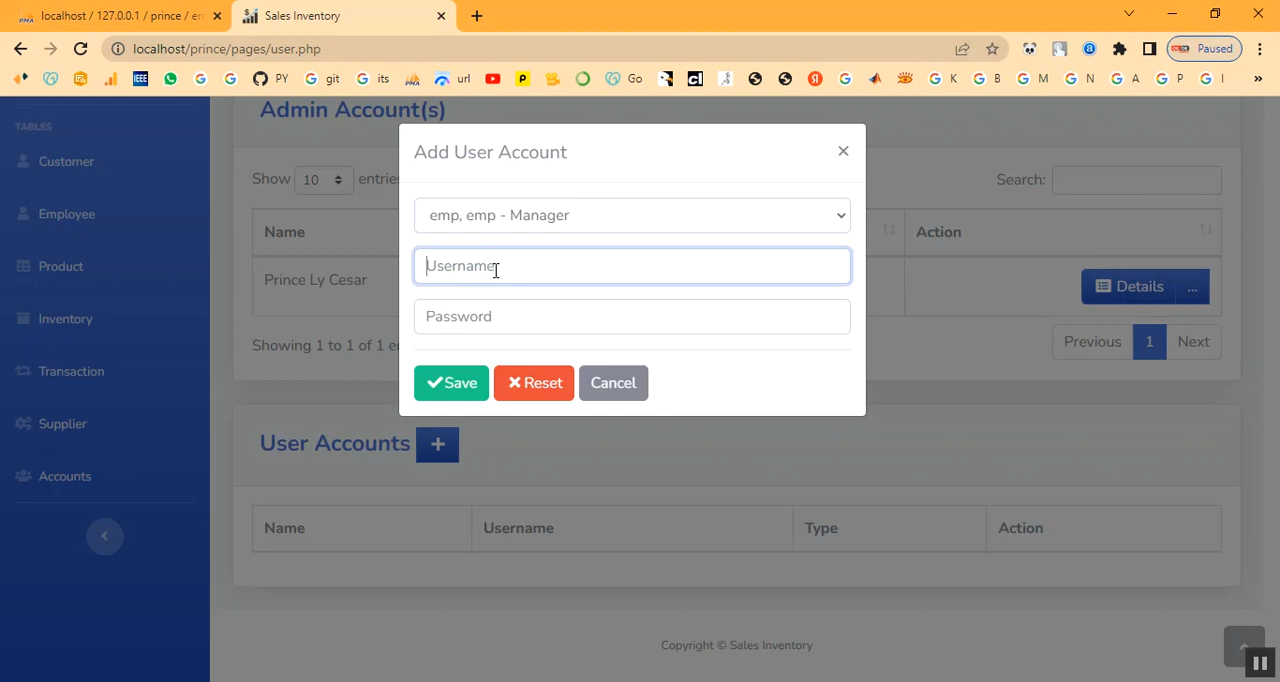 localhost / 127.0.0.1 / prince / em
Sales Inventory
localhost/prince/pages/user.php
Paused
IEEE
PY
git
its
url
Go
K
B
M
N
A
P
I
TABLES
Customer
Employee
Product
Inventory
Transaction
Supplier
Accounts
Admin Account(s)
Show 10 entries
Search:
Name
Action
Prince Ly Cesar
Details
...
Showing 1 to 1 of 1 e
Previous 1 Next
Add User Account
×
emp, emp - Manager
Username
Password
Save
Reset
Cancel
User Accounts +
Name
Username
Type
Action
Copyright © Sales Inventory